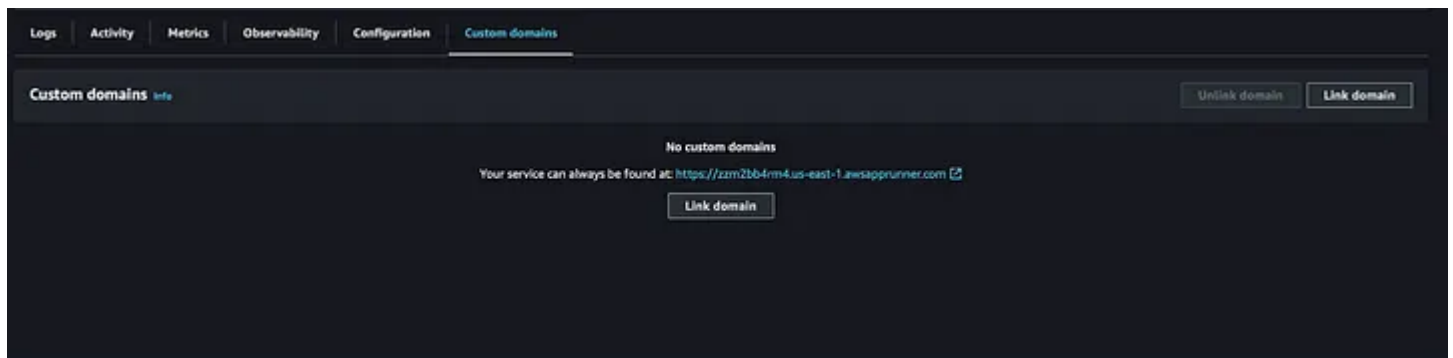 Logs Activity Metrics Observability Configuration Custom domains
Custom domains Info Unlink domain Link domain
No custom domains
Your service can always be found at: https://zzm2bb4rm4.us-east-1.awsapprunner.com
Link domain